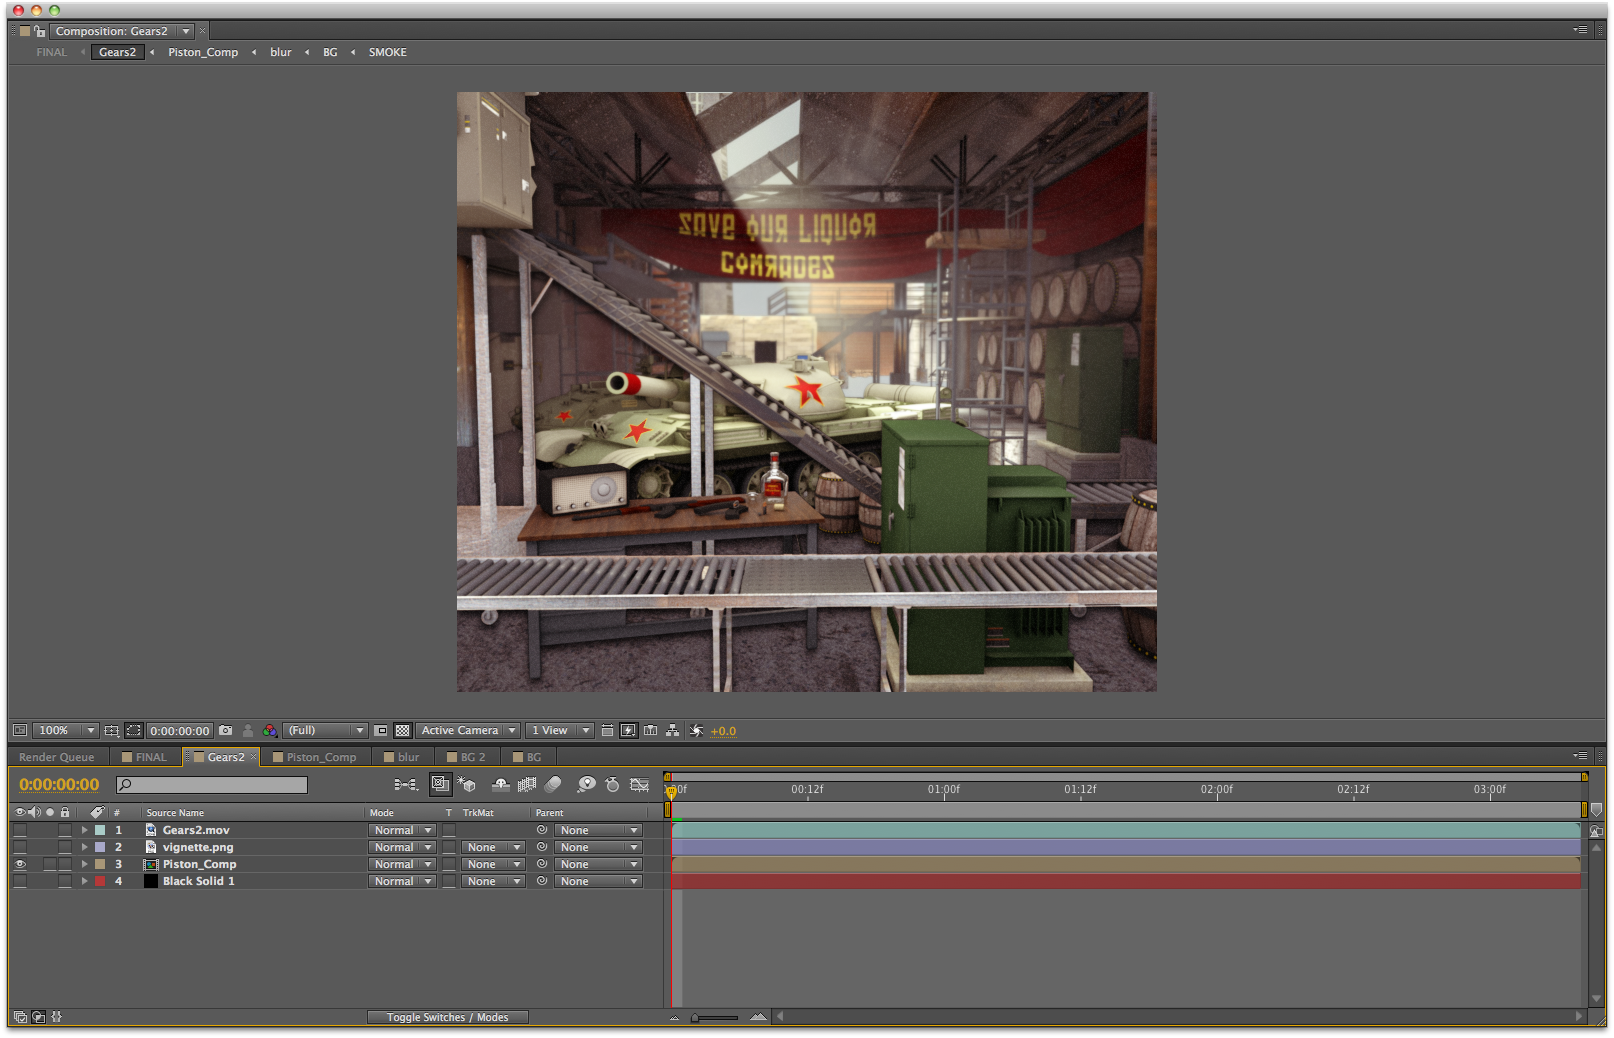 Composition: Gears2
FINAL Gears2 Piston_Comp blur BG SMOKE
SAVE OUR LIQUOR
COMRADES
100% 0:00:00:00 (Full) Active Camera 1 View +0.0
Render Queue FINAL Gears2 Piston_Comp blur BG 2 BG
0:00:00:00
00f 00:12f 01:00f 01:12f 02:00f 02:12f 03:00f
# Source Name Mode T TrkMat Parent
1 Gears2.mov Normal None
2 vignette.png Normal None None
3 Piston_Comp Normal None None
4 Black Solid 1 Normal None None
Toggle Switches / Modes